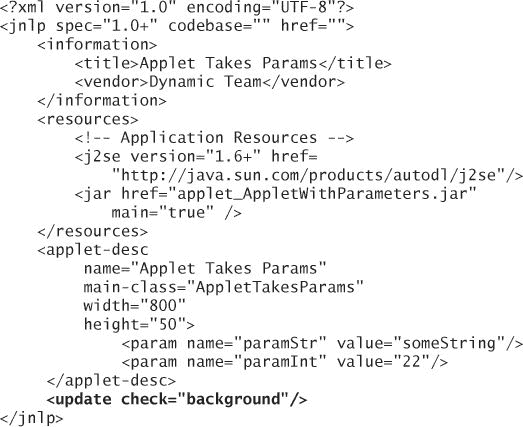 <?xml version="1.0" encoding="UTF-8"?>
<jnlp spec="1.0+" codebase="" href="">
    <information>
        <title>Applet Takes Params</title>
        <vendor>Dynamic Team</vendor>
    </information>
    <resources>
        <!-- Application Resources -->
        <j2se version="1.6+" href=
            "http://java.sun.com/products/autodl/j2se"/>
        <jar href="applet_AppletWithParameters.jar"
               main="true" />
    </resources>
    <applet-desc
         name="Applet Takes Params"
         main-class="AppletTakesParams"
         width="800"
         height="50">
             <param name="paramStr" value="someString"/>
             <param name="paramInt" value="22"/>
     </applet-desc>
     <update check="background"/>
</jnlp>